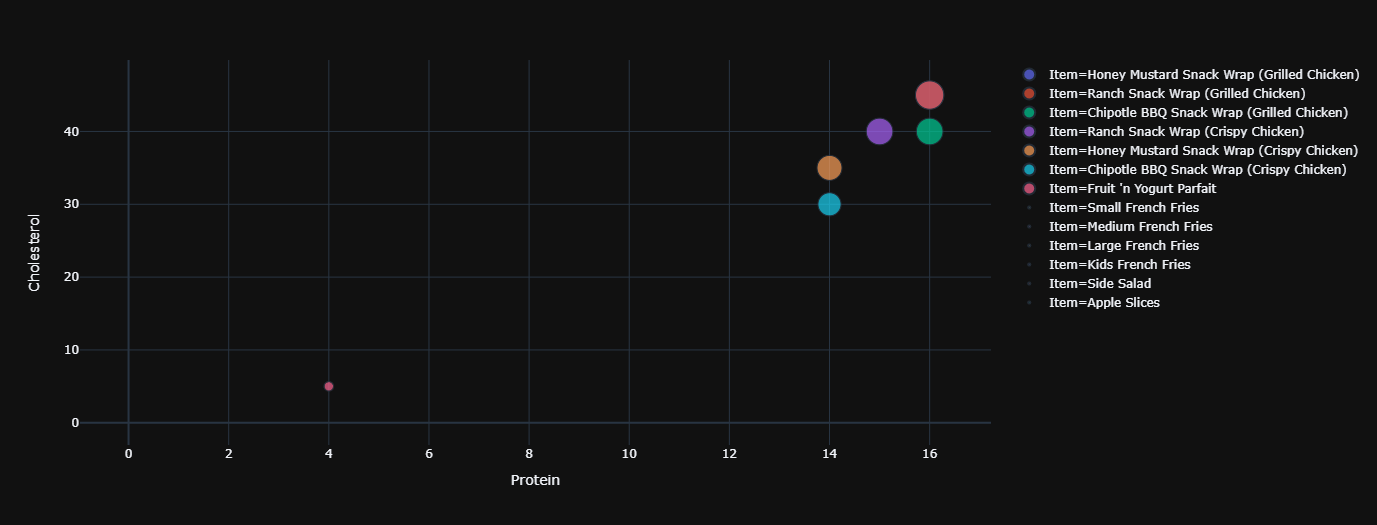 Item=Honey Mustard Snack Wrap (Grilled Chicken)
Item=Ranch Snack Wrap (Grilled Chicken)
Item=Chipotle BBQ Snack Wrap (Grilled Chicken)
Item=Ranch Snack Wrap (Crispy Chicken)
Item=Honey Mustard Snack Wrap (Crispy Chicken)
Item=Chipotle BBQ Snack Wrap (Crispy Chicken)
Item=Fruit 'n Yogurt Parfait
Item=Small French Fries
Item=Medium French Fries
Item=Large French Fries
Item=Kids French Fries
Item=Side Salad
Item=Apple Slices
Cholesterol
40
30
20
10
0
0 2 4 6 8 10 12 14 16
Protein